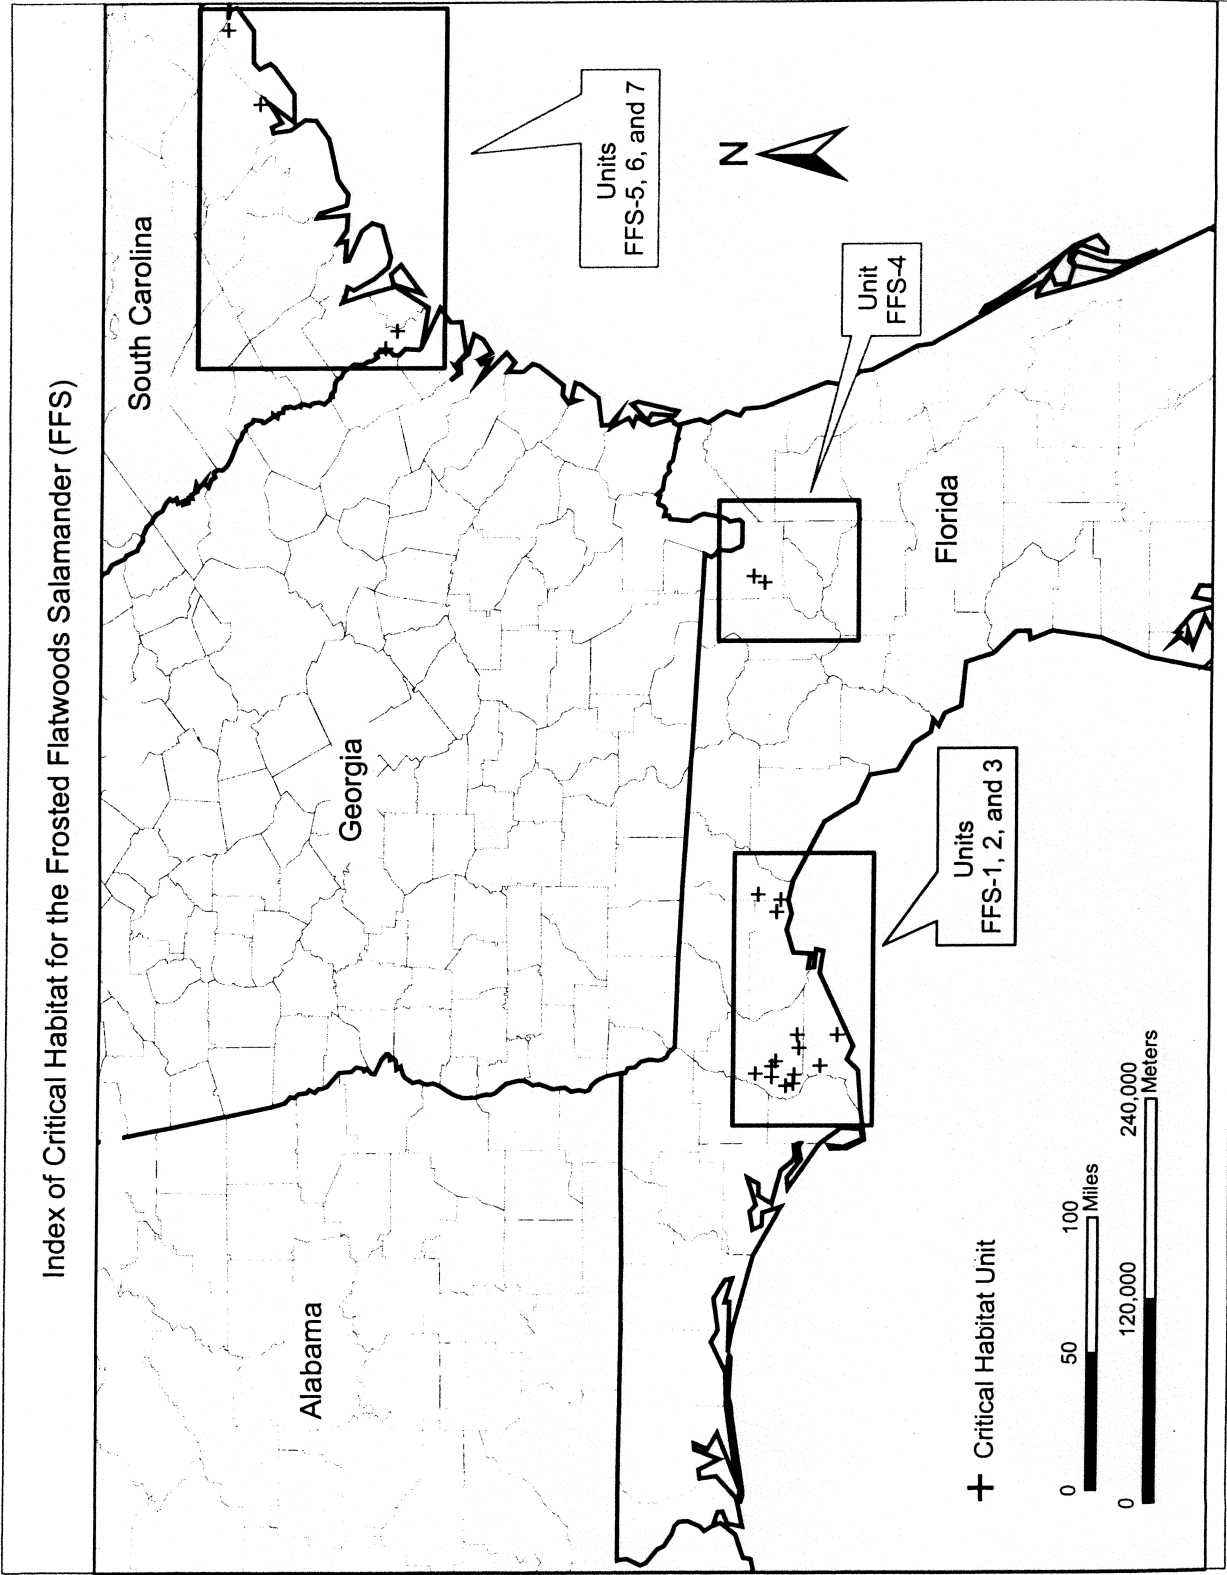 Index of Critical Habitat for the Frosted Flatwoods Salamander (FFS)
South Carolina
Georgia
Alabama
Florida
Units
FFS-5, 6, and 7
N
Unit
FFS-4
Units
FFS-1, 2, and 3
Critical Habitat Unit
0 50 100
Miles
0 120,000 240,000
Meters